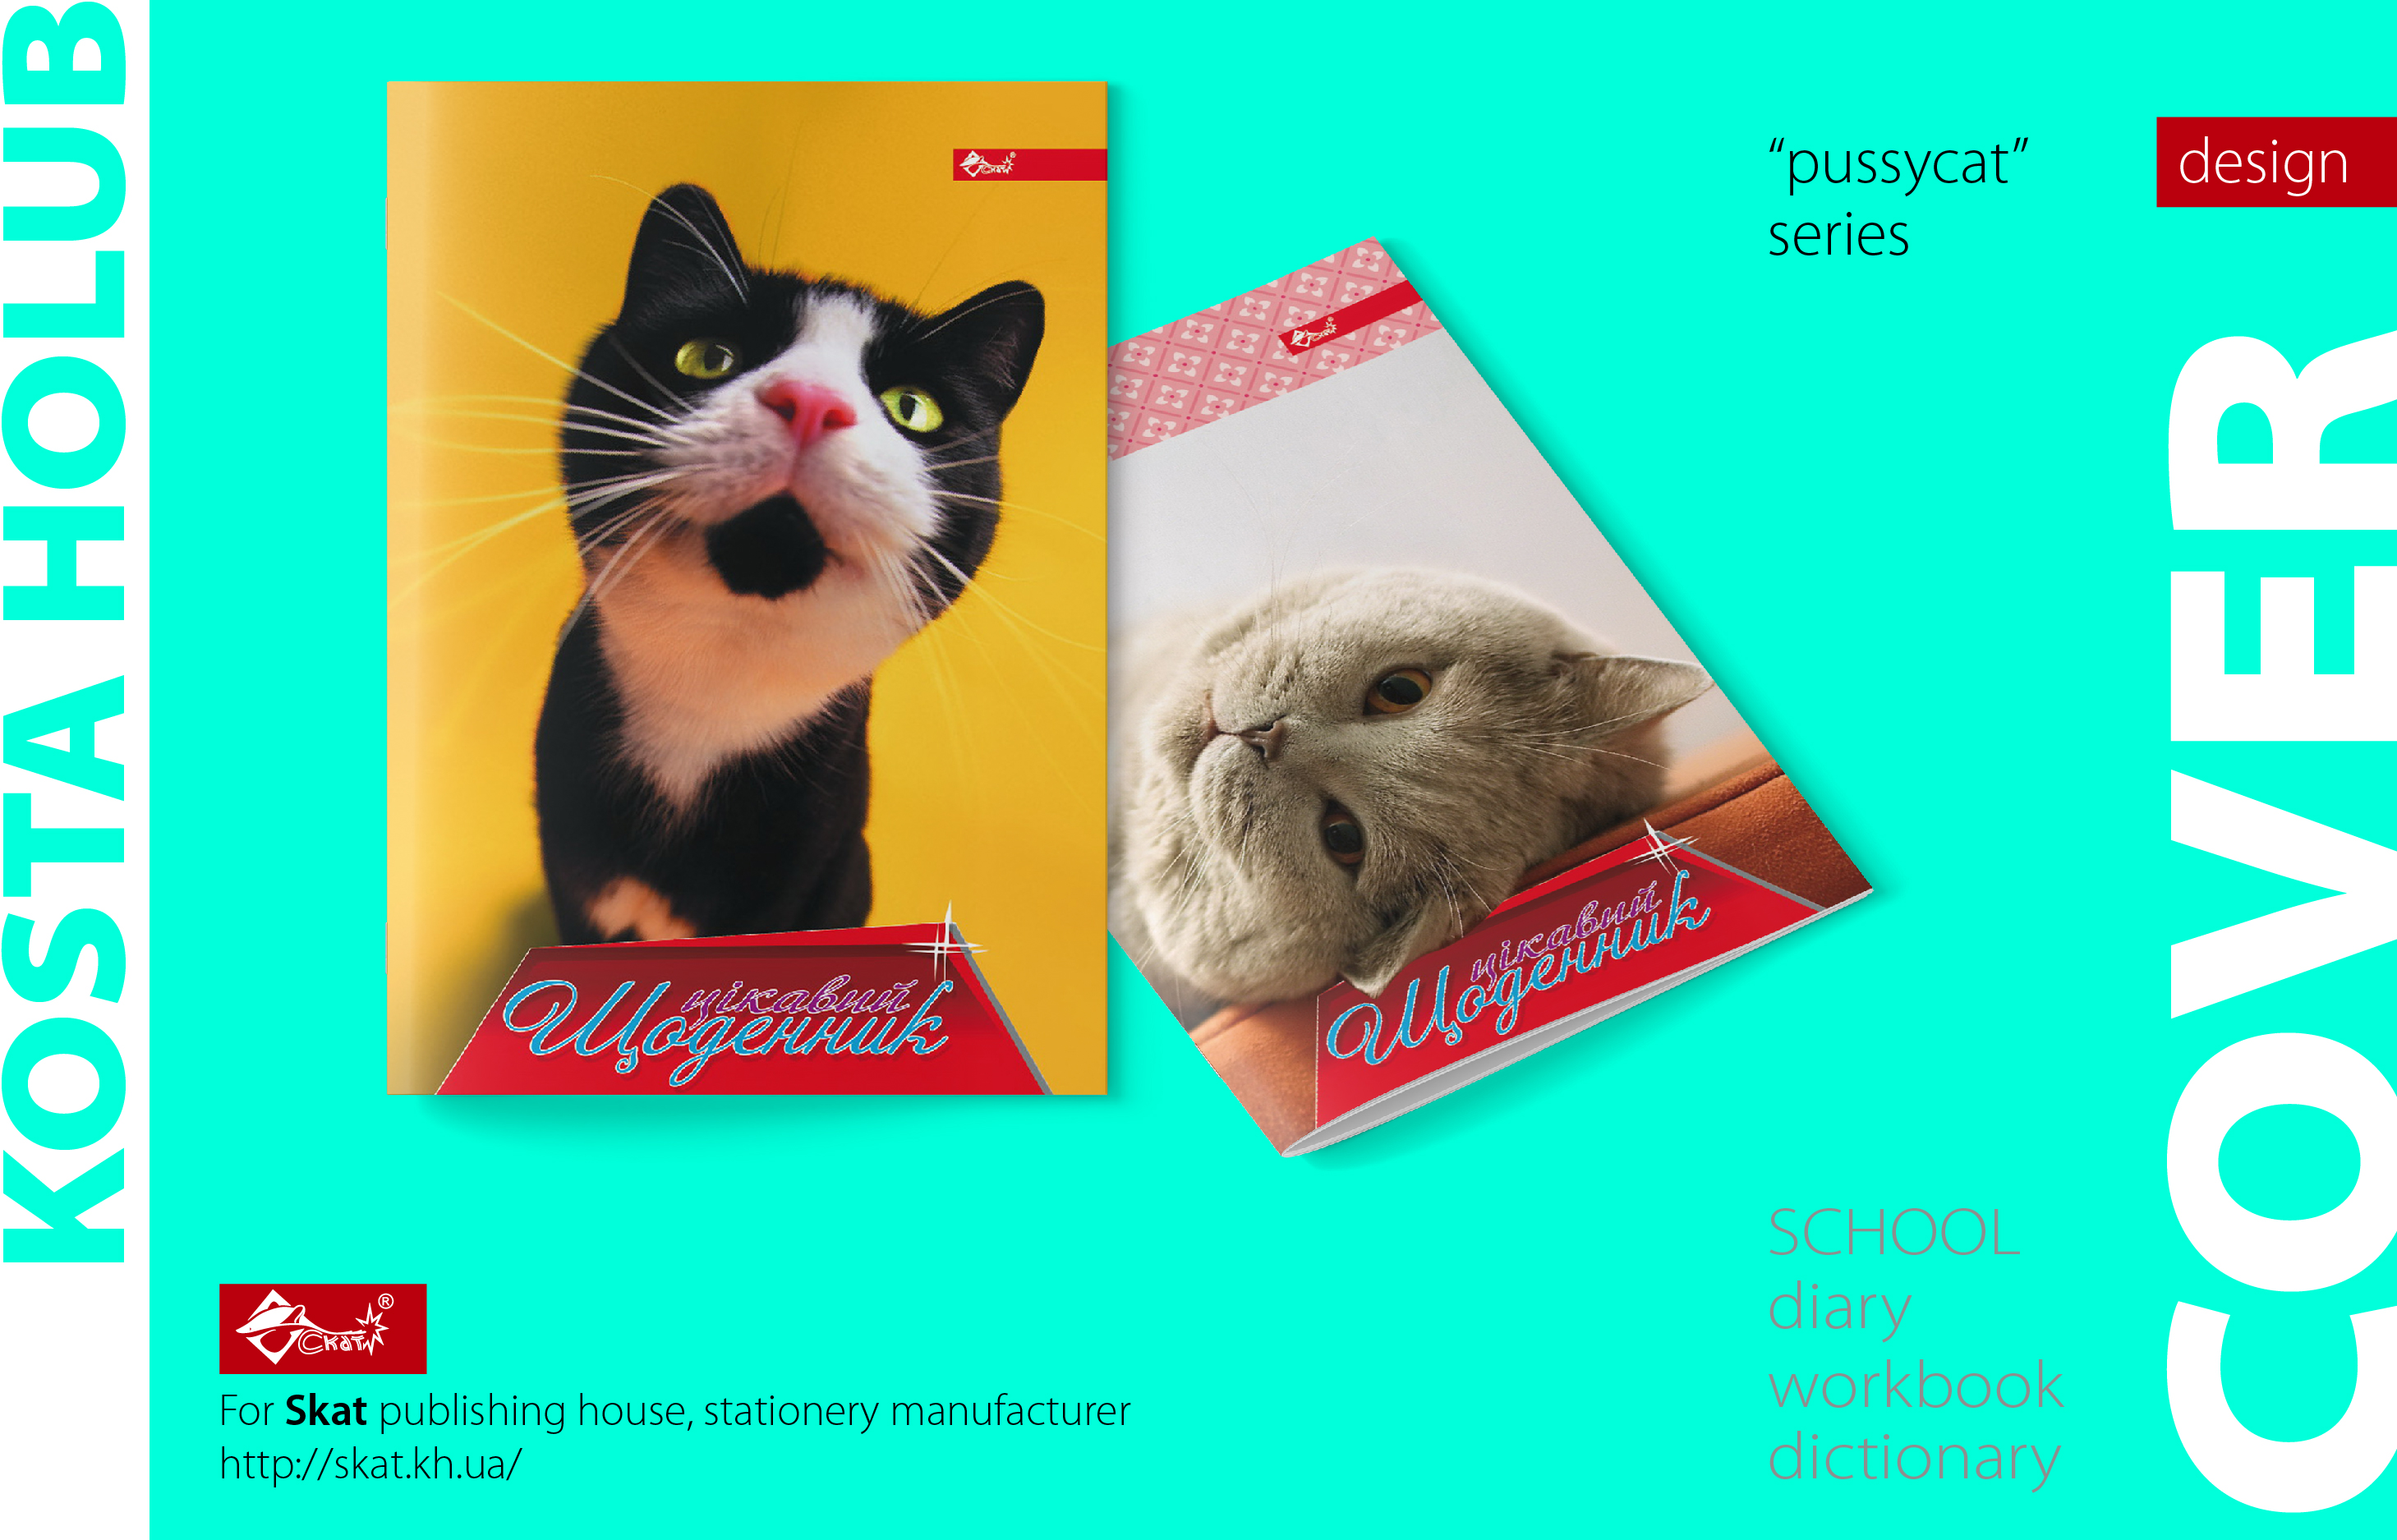 KOSTA HOLUB
Скат
цікавий
Щоденник
Скат
цікавий
Щоденник
“pussycat”
series
design
COVER
SCHOOL
diary
workbook
dictionary
Скат ®
For Skat publishing house, stationery manufacturer
http://skat.kh.ua/